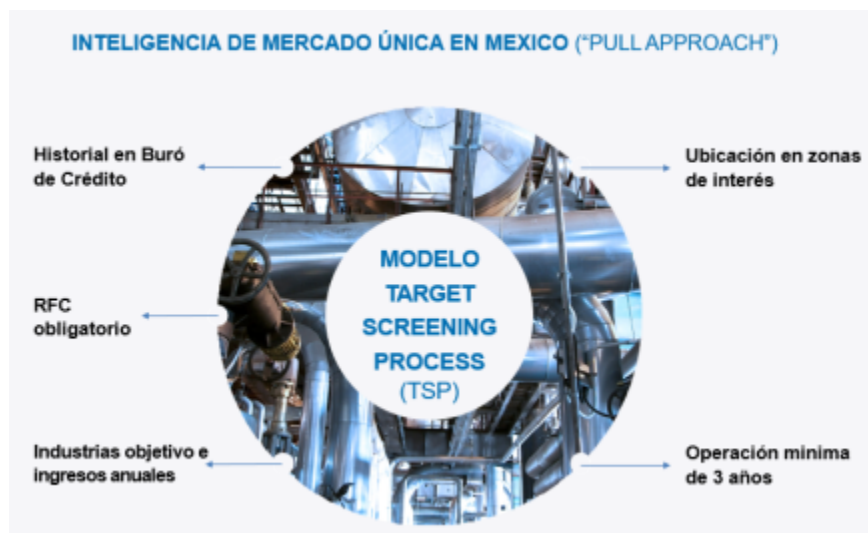 INTELIGENCIA DE MERCADO ÚNICA EN MEXICO ("PULL APPROACH")
Historial en Buró
de Crédito
Ubicación en zonas
de interés
MODELO
TARGET
SCREENING
PROCESS
(TSP)
RFC
obligatorio
Industrias objetivo e
ingresos anuales
Operación minima
de 3 años